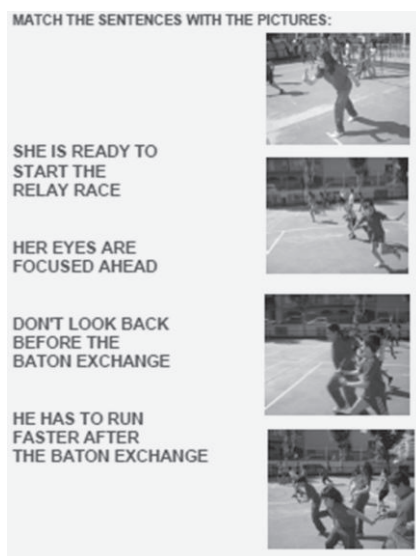 MATCH THE SENTENCES WITH THE PICTURES:
SHE IS READY TO
START THE
RELAY RACE
HER EYES ARE
FOCUSED AHEAD
DON'T LOOK BACK
BEFORE THE
BATON EXCHANGE
HE HAS TO RUN
FASTER AFTER
THE BATON EXCHANGE